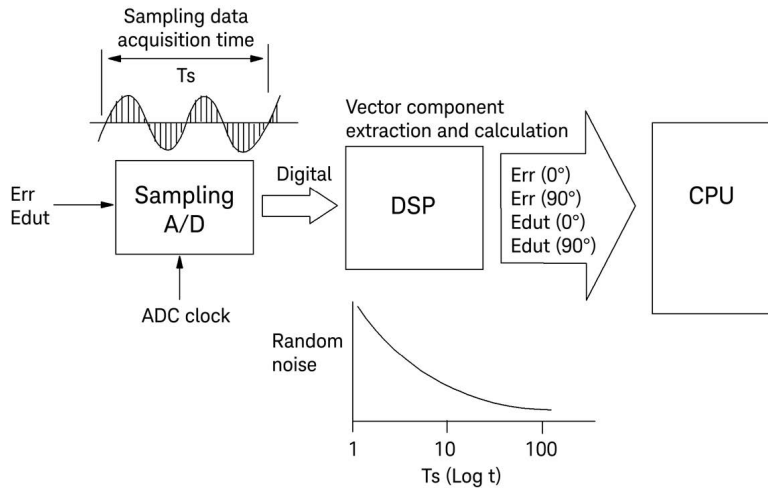 Sampling data
acquisition time
Ts
Vector component
extraction and calculation
Err
Edut
Sampling
A/D
Digital
DSP
Err (0°)
Err (90°)
Edut (0°)
Edut (90°)
CPU
ADC clock
Random
noise
1
10
100
Ts (Log t)